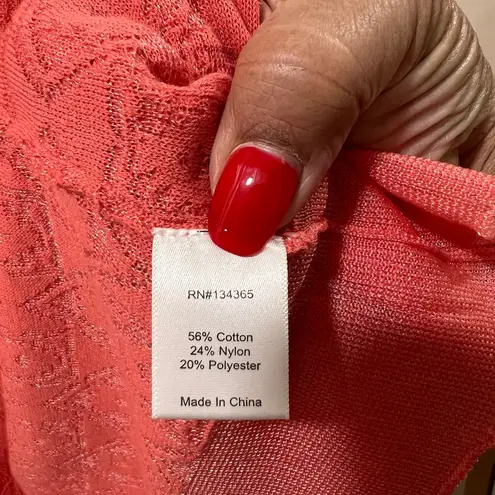 RN#134365
56% Cotton
24% Nylon
20% Polyester
Made In China